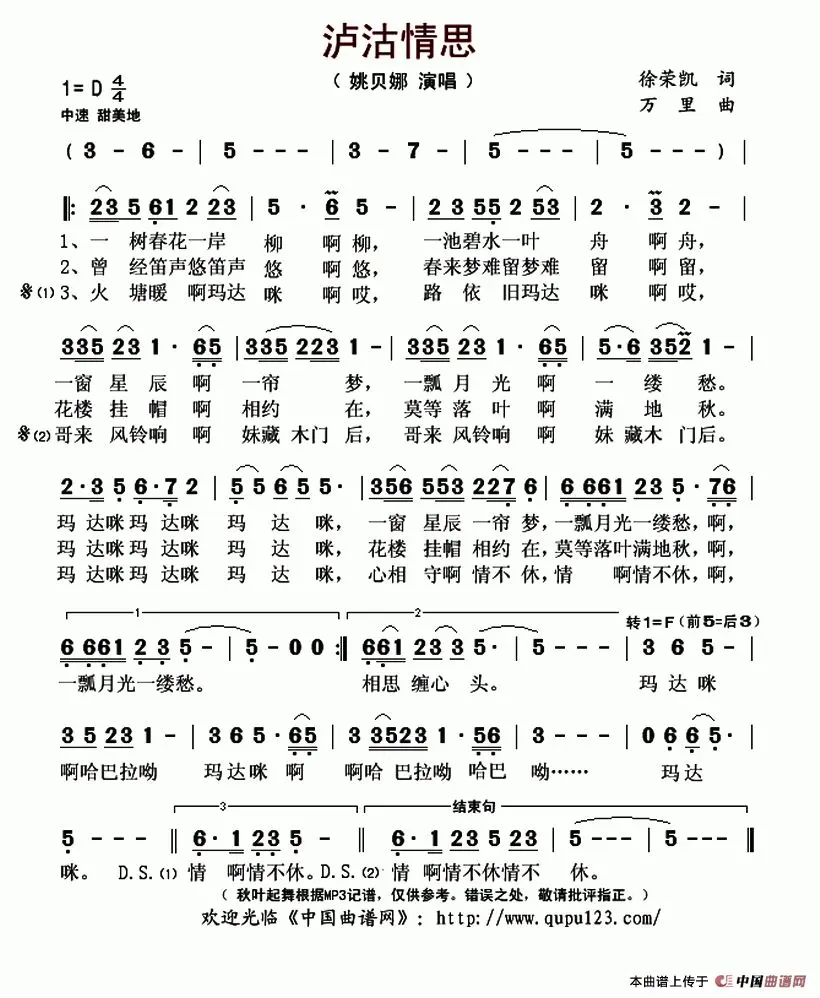 泸沽情思
（ 姚贝娜 演唱 ）
1= D 4/4
徐荣凯 词
中速 甜美地
万 里 曲
( 3 - 6 - | 5 - - - | 3 - 7 - | 5 - - - | 5 - - - ) |
‖: 23 5 61 2 23 | 5 · 6 5 - | 23 55 2 53 | 2 · 3 2 - |
1、一 树春花一岸 柳 啊柳， 一池碧水一叶 舟 啊舟，
2、曾 经笛声悠笛声 悠 啊悠， 春来梦难留梦难 留 啊留，
𝄋(1) 3、火 塘暖 啊玛达 咪 啊哎， 路 依 旧玛达 咪 啊哎，
335 23 1 · 65 | 335 223 1 - | 335 23 1 · 65 | 5·6 352 1 - |
一窗 星 辰 啊 一帘 梦， 一瓢 月 光 啊 一 缕 愁。
花楼 挂 帽 啊 相约 在， 莫等 落 叶 啊 满 地 秋。
𝄋(2) 哥来 风铃响 啊 妹藏 木门 后， 哥来 风铃响 啊 妹 藏木 门后。
2·3 5 6·7 2 | 5 5 6 5 5 · | 356 553 2227 6 | 6 661 23 5·76 |
玛 达咪玛 达咪 玛 达 咪， 一窗 星辰 一帘 梦，一瓢月光一缕愁，啊，
玛 达咪玛 达咪 玛 达 咪， 花楼 挂帽 相约 在，莫等落叶满地秋，啊，
玛 达咪玛 达咪 玛 达 咪， 心相 守啊 情不 休，情 啊情不休，啊，
1
2
转1=F（前5=后3）
6 661 2 3 5 - | 5 - 0 0 :‖ 661 23 3 5 · | 5 - - - | 3 6 5 - |
一瓢月光一缕愁。 相思 缠心 头。 玛 达 咪
3 5 23 1 - | 3 6 5 · 65 | 3 3523 1 · 56 | 3 - - - | 0 6 6 5 · |
啊哈巴拉呦 玛 达 咪 啊 啊哈 巴拉呦 哈巴 呦…… 玛达
3
结束句
5 - - - ‖ 6·1 23 5 - ‖ 6·1 23 5 23 | 5 - - - | 5 - - - ‖
咪。 D.S.(1) 情 啊情不休。D.S.(2) 情 啊情不休情不 休。
（ 秋叶起舞根据MP3记谱，仅供参考。错误之处，敬请批评指正。）
欢迎光临《中国曲谱网》：http://www.qupu123.com/
本曲谱上传于 中国曲谱网